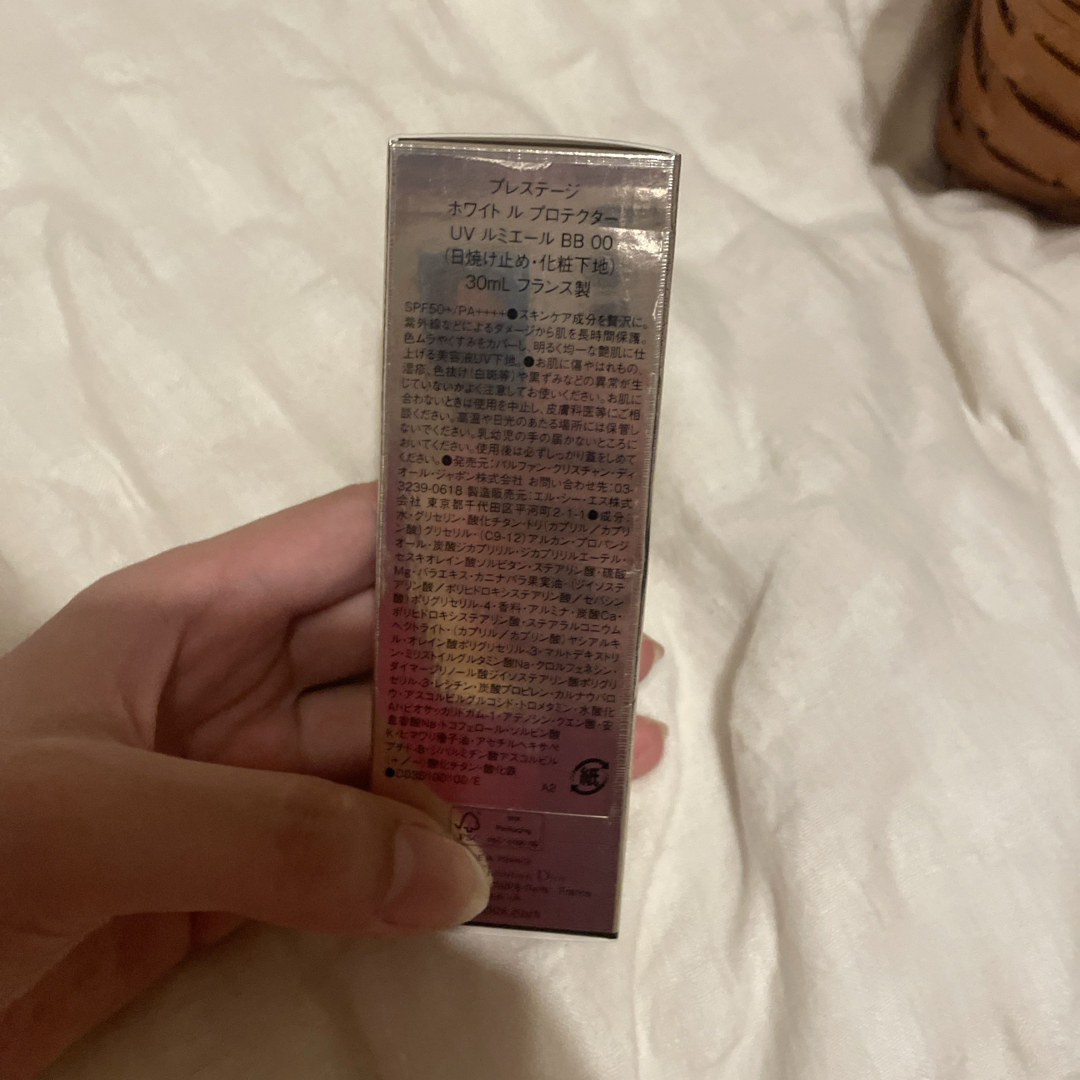 プレステージ
ホワイト ル プロテクター
UV ルミエール BB 00
(日焼け止め・化粧下地)
30mL フランス製
SPF50+/PA++++●スキンケア成分を贅沢に。
紫外線などによるダメージから肌を長時間保護。
色ムラやくすみをカバーし、明るく均一な艶肌に仕
上げる美容液UV下地。●お肌に傷やはれもの、
湿疹、色抜け(白斑等)や黒ずみなどの異常が生
じていないかよく注意してお使いください。お肌に
合わないときは使用を中止し、皮膚科医等にご相
談ください。高温や日光のあたる場所には保管し
ないでください。乳幼児の手の届かないところに
おいてください。使用後は必ずしっかり蓋をしめて
ください。●発売元:パルファン・クリスチャン・ディ
オール・ジャポン株式会社 お問い合わせ先:03-
3239-0618 製造販売元:エル・シー・エス株式
会社 東京都千代田区平河町2-1-1●成分:
水・グリセリン・酸化チタン・トリ(カプリル/カプリ
ン酸)グリセリル・(C9-12)アルカン・プロパンジ
オール・炭酸ジカプリリル・ジカプリリルエーテル・
セスキオレイン酸ソルビタン・ステアリン酸・硫酸
Mg・バラエキス・カニナバラ果実油・(ジイソステ
アリン酸/ポリヒドロキシステアリン酸/セバシン
酸)ポリグリセリル-4・香料・アルミナ・炭酸Ca・
ポリヒドロキシステアリン酸・ステアラルコニウム
ヘクトライト・(カプリル/カプリン酸)ヤシアルキ
ル・オレイン酸ポリグリセリル-3・マルトデキストリ
ン・ミリストイルグルタミン酸Na・クロルフェネシン・
ダイマージリノール酸ジイソステアリン酸ポリグリ
セリル-3・レシチン・炭酸プロピレン・カルナウバロ
ウ・アスコルビルグルコシド・トロメタミン・水酸化
Al・ビオサッカリドガム-1・アデノシン・クエン酸・安
息香酸Na・トコフェロール・ソルビン酸
K・ヒマワリ種子油・アセチルヘキサペ
プチド-8・ジパルミチン酸アスコルビル
(+/-)酸化チタン・酸化鉄
A2
紙